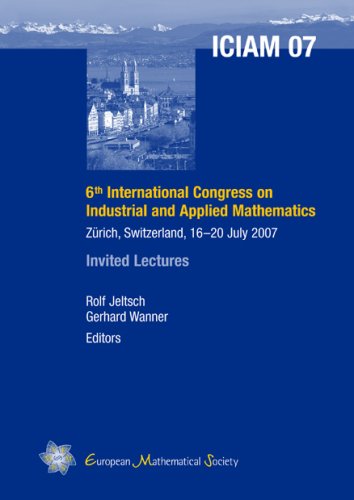 ICIAM 07
6th International Congress on
Industrial and Applied Mathematics
Zürich, Switzerland, 16–20 July 2007
Invited Lectures
Rolf Jeltsch
Gerhard Wanner
Editors
European Mathematical Society